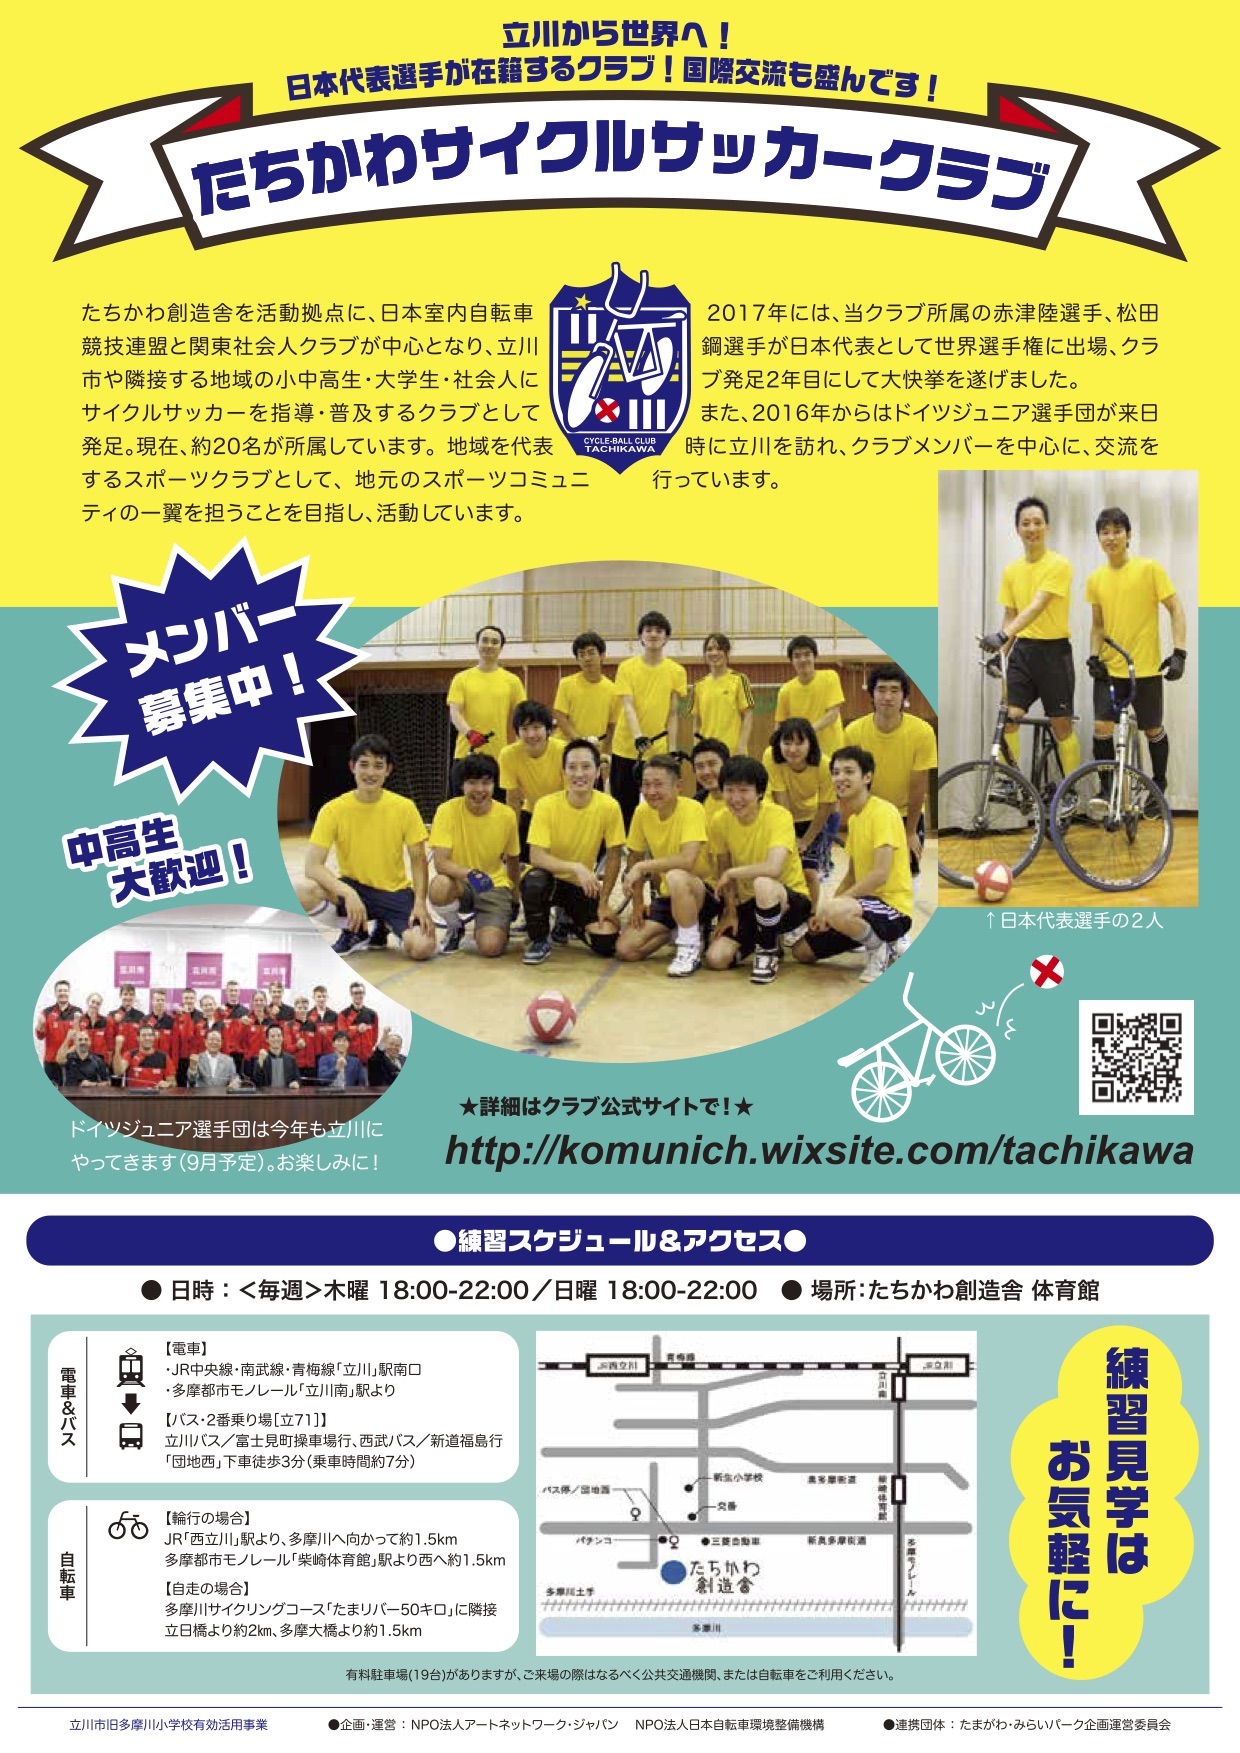 立川から世界へ！
日本代表選手が在籍するクラブ！国際交流も盛んです！
たちかわサイクルサッカークラブ
たちかわ創造舎を活動拠点に、日本室内自転車
競技連盟と関東社会人クラブが中心となり、立川
市や隣接する地域の小中高生・大学生・社会人に
サイクルサッカーを指導・普及するクラブとして
発足。現在、約20名が所属しています。地域を代表
するスポーツクラブとして、地元のスポーツコミュニ
ティの一翼を担うことを目指し、活動しています。
CYCLE-BALL CLUB
TACHIKAWA
2017年には、当クラブ所属の赤津陸選手、松田
鋼選手が日本代表として世界選手権に出場、クラ
ブ発足2年目にして大快挙を遂げました。
また、2016年からはドイツジュニア選手団が来日
時に立川を訪れ、クラブメンバーを中心に、交流を
行っています。
メンバー
募集中！
中高生
大歓迎！
↑日本代表選手の2人
立川市
立川市
立川市
ドイツジュニア選手団は今年も立川に
やってきます（9月予定）。お楽しみに！
★詳細はクラブ公式サイトで！★
http://komunich.wixsite.com/tachikawa
●練習スケジュール&アクセス●
● 日時：＜毎週＞木曜 18:00-22:00／日曜 18:00-22:00　● 場所：たちかわ創造舎 体育館
電車&バス
【電車】
・JR中央線・南武線・青梅線「立川」駅南口
・多摩都市モノレール「立川南」駅より
【バス・2番乗り場［立71］】
立川バス／富士見町操車場行、西武バス／新道福島行
「団地西」下車徒歩3分（乗車時間約7分）
自転車
【輪行の場合】
JR「西立川」駅より、多摩川へ向かって約1.5km
多摩都市モノレール「柴崎体育館」駅より西へ約1.5km
【自走の場合】
多摩川サイクリングコース「たまリバー50キロ」に隣接
立日橋より約2㎞、多摩大橋より約1.5km
JR西立川
青梅線
JR立川
立川南
新生小学校
奥多摩街道
柴崎体育館
バス停／団地西
交番
パチンコ
三菱自動車
新奥多摩街道
多摩モノレール
たちかわ
創造舎
多摩川土手
多摩川
練習見学は
お気軽に！
有料駐車場(19台)がありますが、ご来場の際はなるべく公共交通機関、または自転車をご利用ください。
立川市旧多摩川小学校有効活用事業
●企画・運営：NPO法人アートネットワーク・ジャパン　NPO法人日本自転車環境整備機構
●連携団体：たまがわ・みらいパーク企画運営委員会